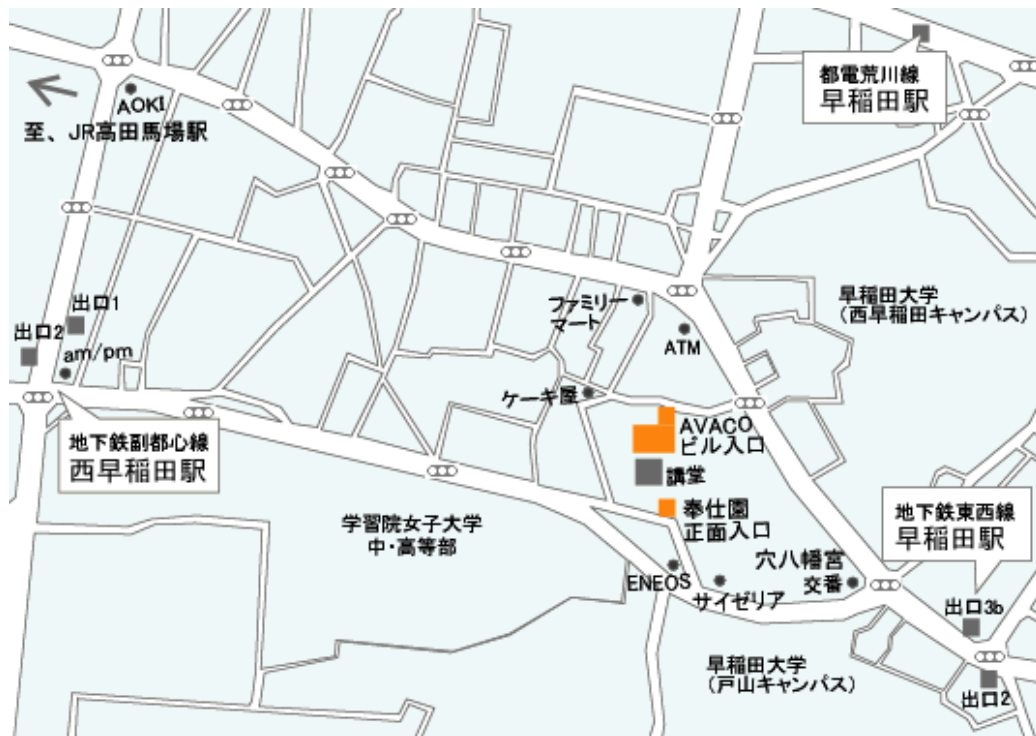 都電荒川線
早稲田駅
AOKI
至、JR高田馬場駅
出口1
出口2
am/pm
地下鉄副都心線
西早稲田駅
ファミリー
マート
ATM
早稲田大学
(西早稲田キャンパス)
ケーキ屋
AVACO
ビル入口
講堂
奉仕園
正面入口
学習院女子大学
中・高等部
ENEOS
サイゼリア
穴八幡宮
交番
地下鉄東西線
早稲田駅
出口3b
早稲田大学
(戸山キャンパス)
出口2